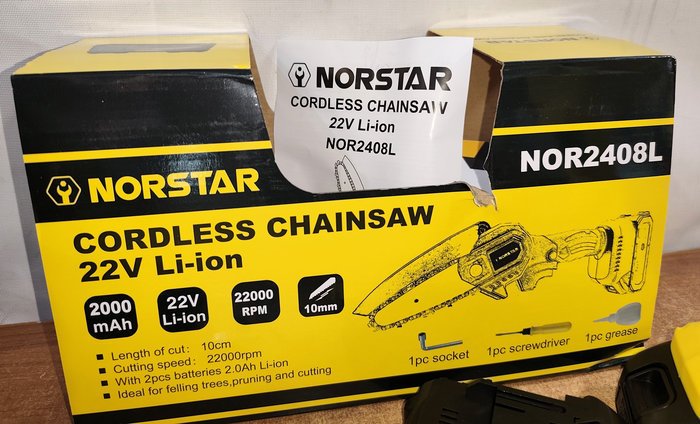 NORSTAR
CORDLESS CHAINSAW
22V Li-ion
NOR2408L
NOR2408L
NORSTAR
CORDLESS CHAINSAW
22V Li-ion
2000
mAh
22V
Li-ion
22000
RPM
10mm
NORSTAR
Length of cut: 10cm
Cutting speed: 22000rpm
With 2pcs batteries 2.0Ah Li-ion
Ideal for felling trees,pruning and cutting
1pc socket
1pc screwdriver
1pc grease